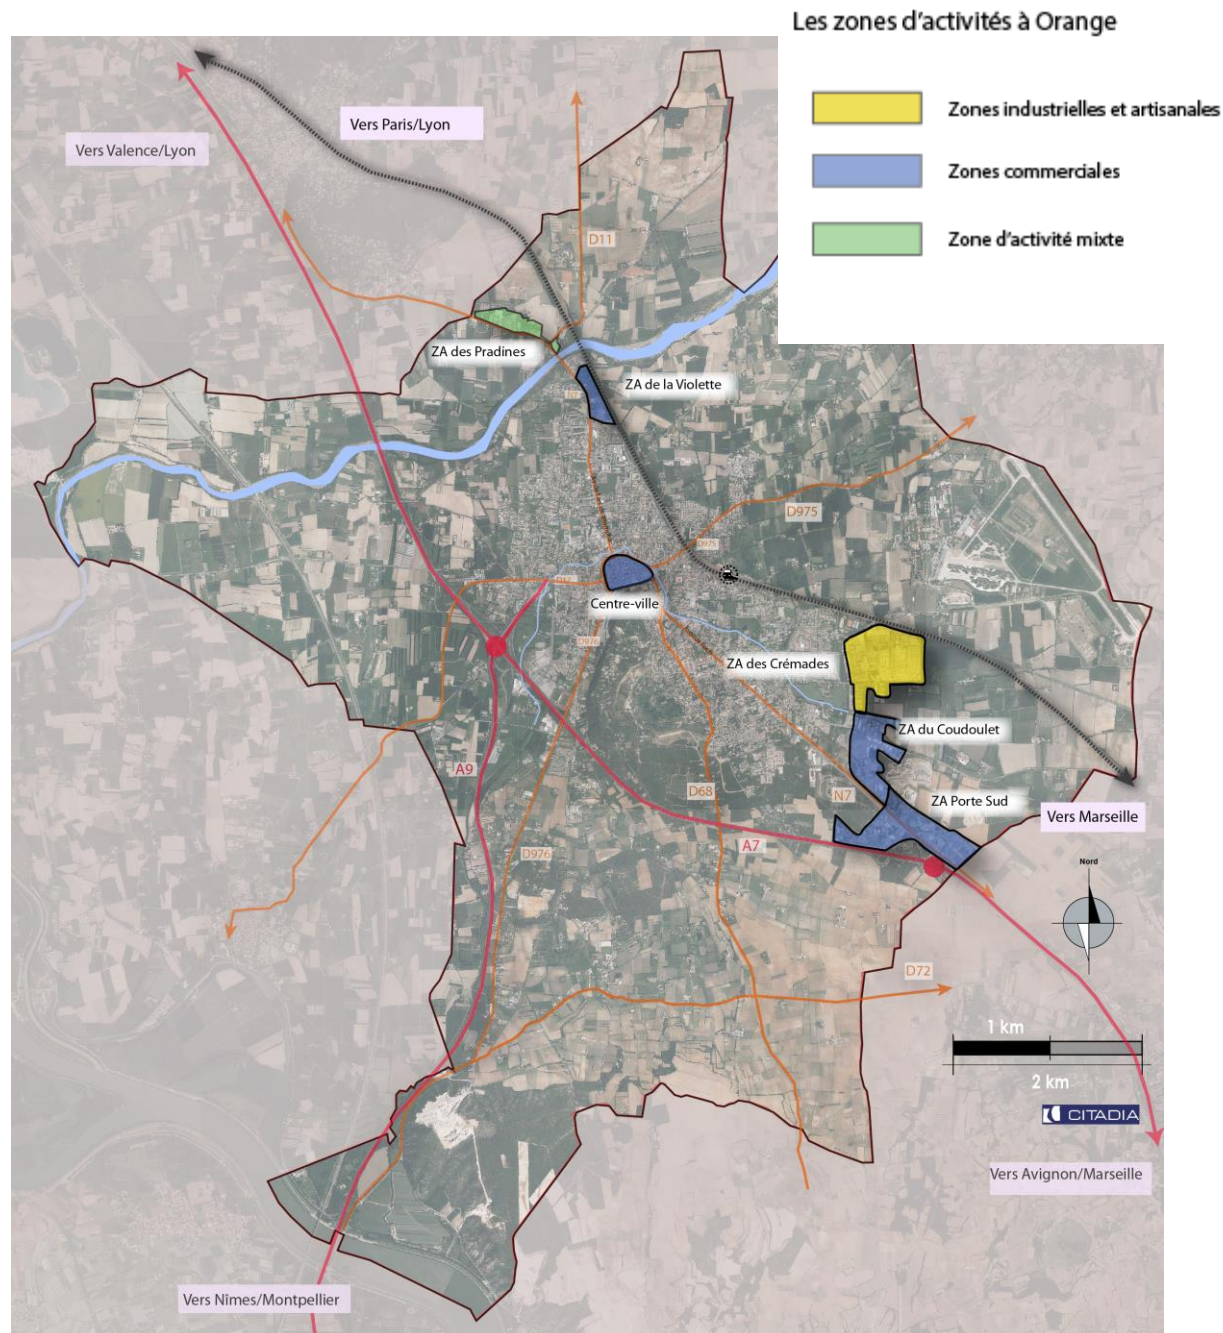 Les zones d'activités à Orange
Zones industrielles et artisanales
Zones commerciales
Zone d'activité mixte
Vers Paris/Lyon
Vers Valence/Lyon
D11
ZA des Pradines
ZA de la Violette
D975
D975
Centre-ville
D976
ZA des Crémades
ZA du Coudoulet
A9
D68
N7
ZA Porte Sud
Vers Marseille
A7
D976
Nord
D72
1 km
2 km
CITADIA
Vers Avignon/Marseille
Vers Nîmes/Montpellier